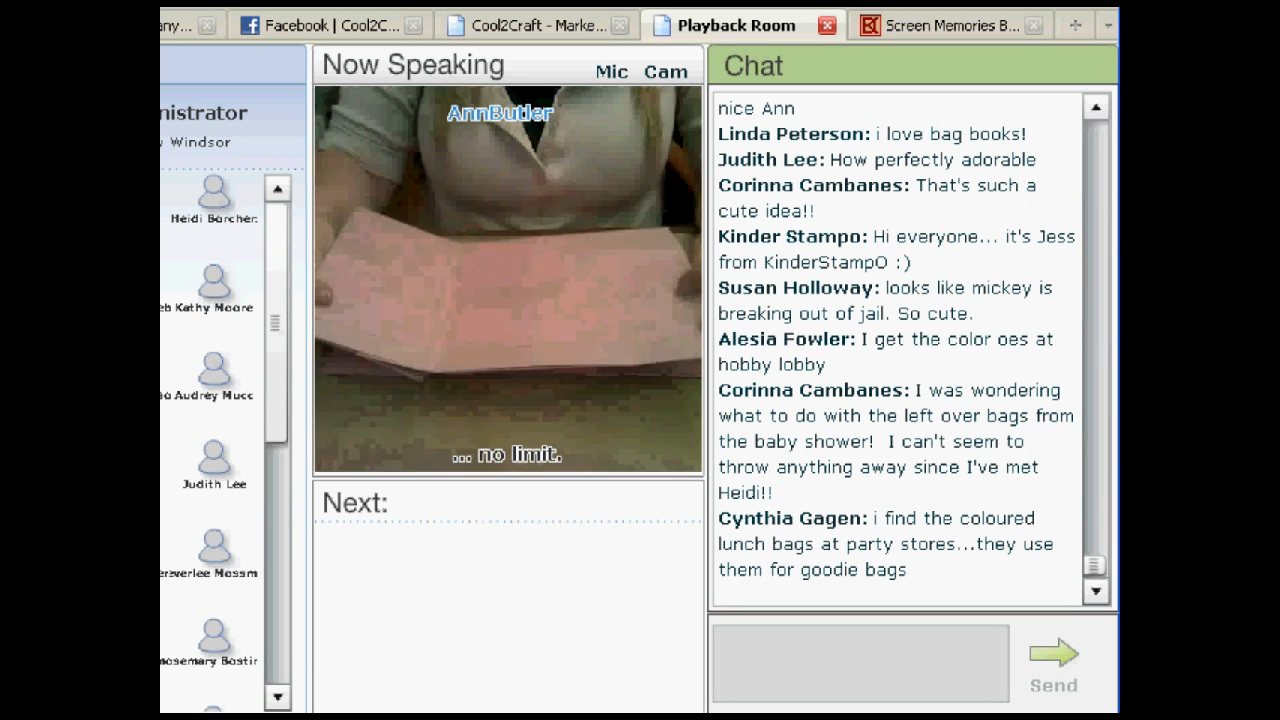 any...
Facebook | Cool2C...
Cool2Craft - Marke...
Playback Room
Screen Memories B...
nistrator
Windsor
Heidi Borcher
Kathy Moore
Audrey Mucc
Judith Lee
Now Speaking
Mic Cam
AnnButler
... no limit.
Next:
Chat
nice Ann
Linda Peterson: i love bag books!
Judith Lee: How perfectly adorable
Corinna Cambanes: That's such a
cute idea!!
Kinder Stampo: Hi everyone... it's Jess
from KinderStampO :)
Susan Holloway: looks like mickey is
breaking out of jail. So cute.
Alesia Fowler: I get the color oes at
hobby lobby
Corinna Cambanes: I was wondering
what to do with the left over bags from
the baby shower! I can't seem to
throw anything away since I've met
Heidi!!
Cynthia Gagen: i find the coloured
lunch bags at party stores...they use
them for goodie bags
Send